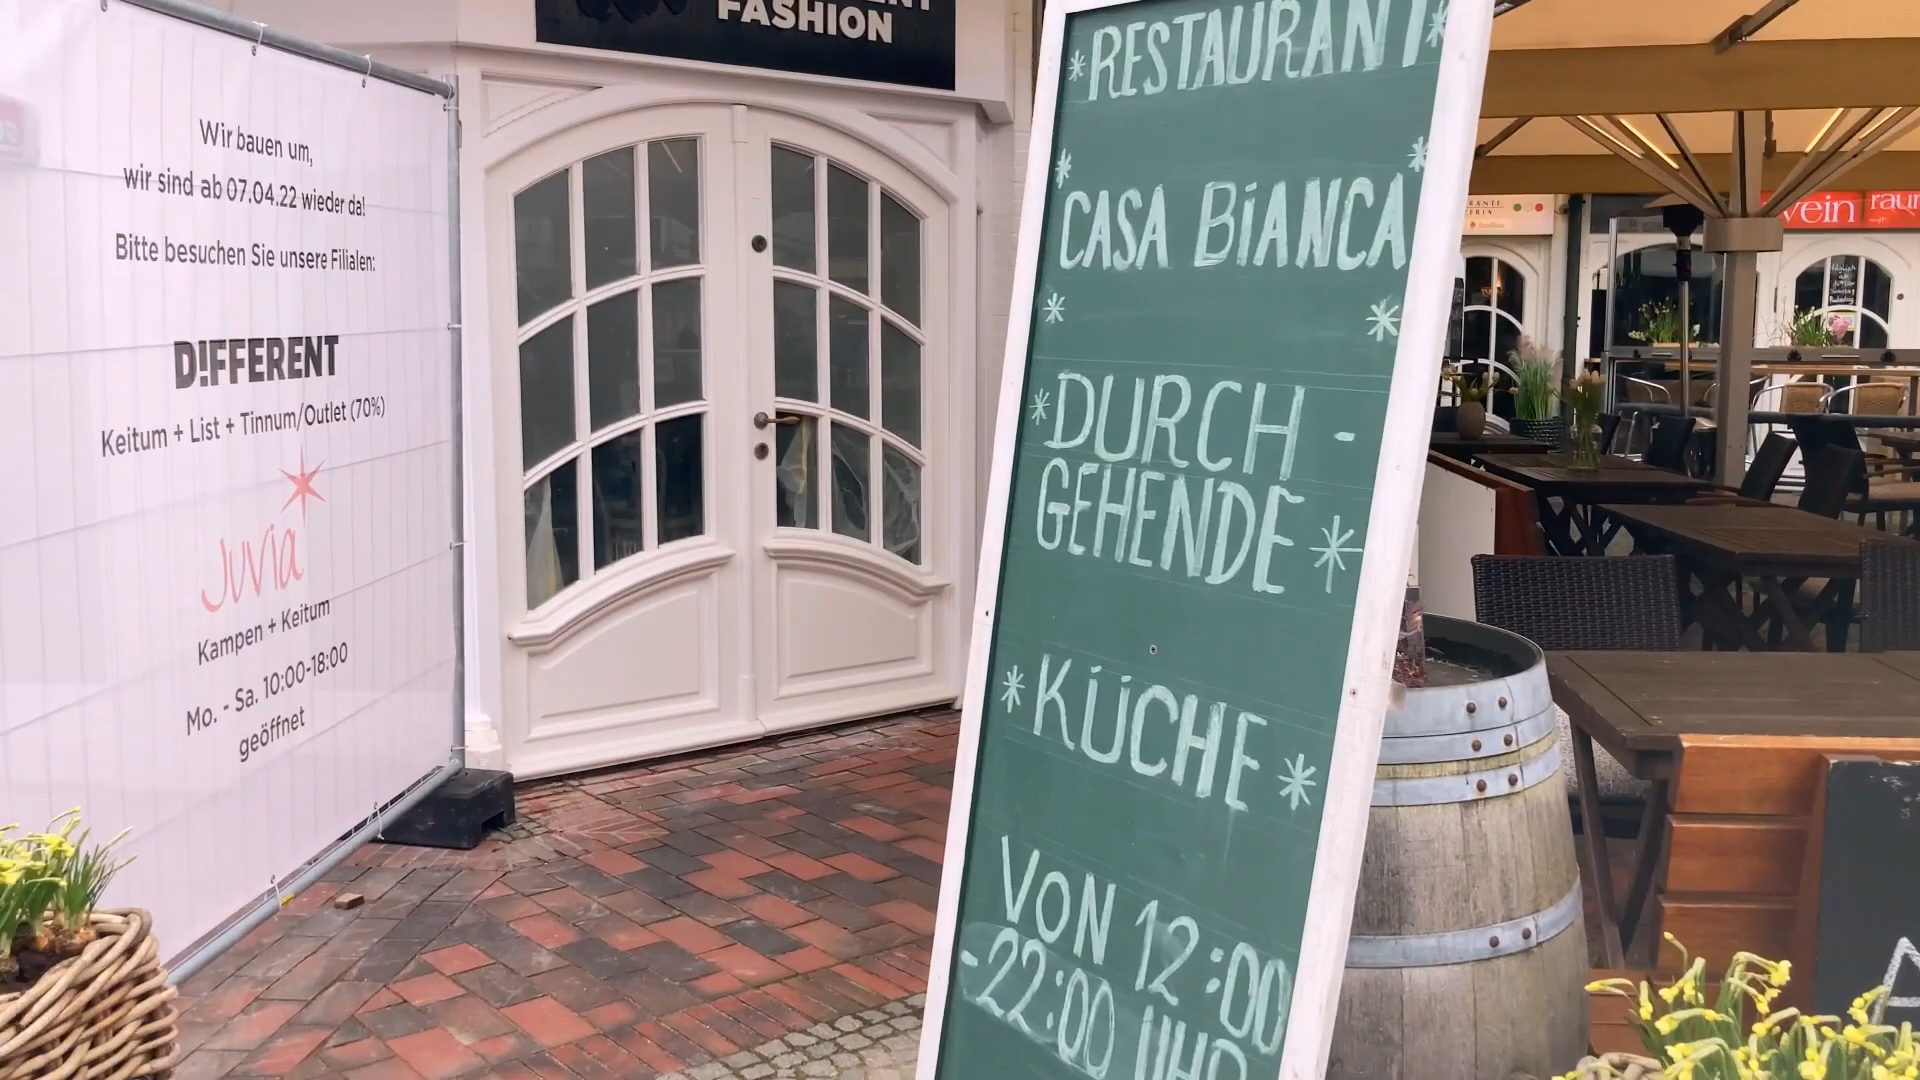 Wir bauen um,
wir sind ab 07.04.22 wieder da!
Bitte besuchen Sie unsere Filialen:
D!FFERENT
Keitum + List + Tinnum/Outlet (70%)
Juvia
Kampen + Keitum
Mo. - Sa. 10:00-18:00
geöffnet
FASHION
*RESTAURANT*
CASA BiANCA
DURCH-
GEHENDE
KÜCHE
VON 12:00
-22:00 UHR
wein raum